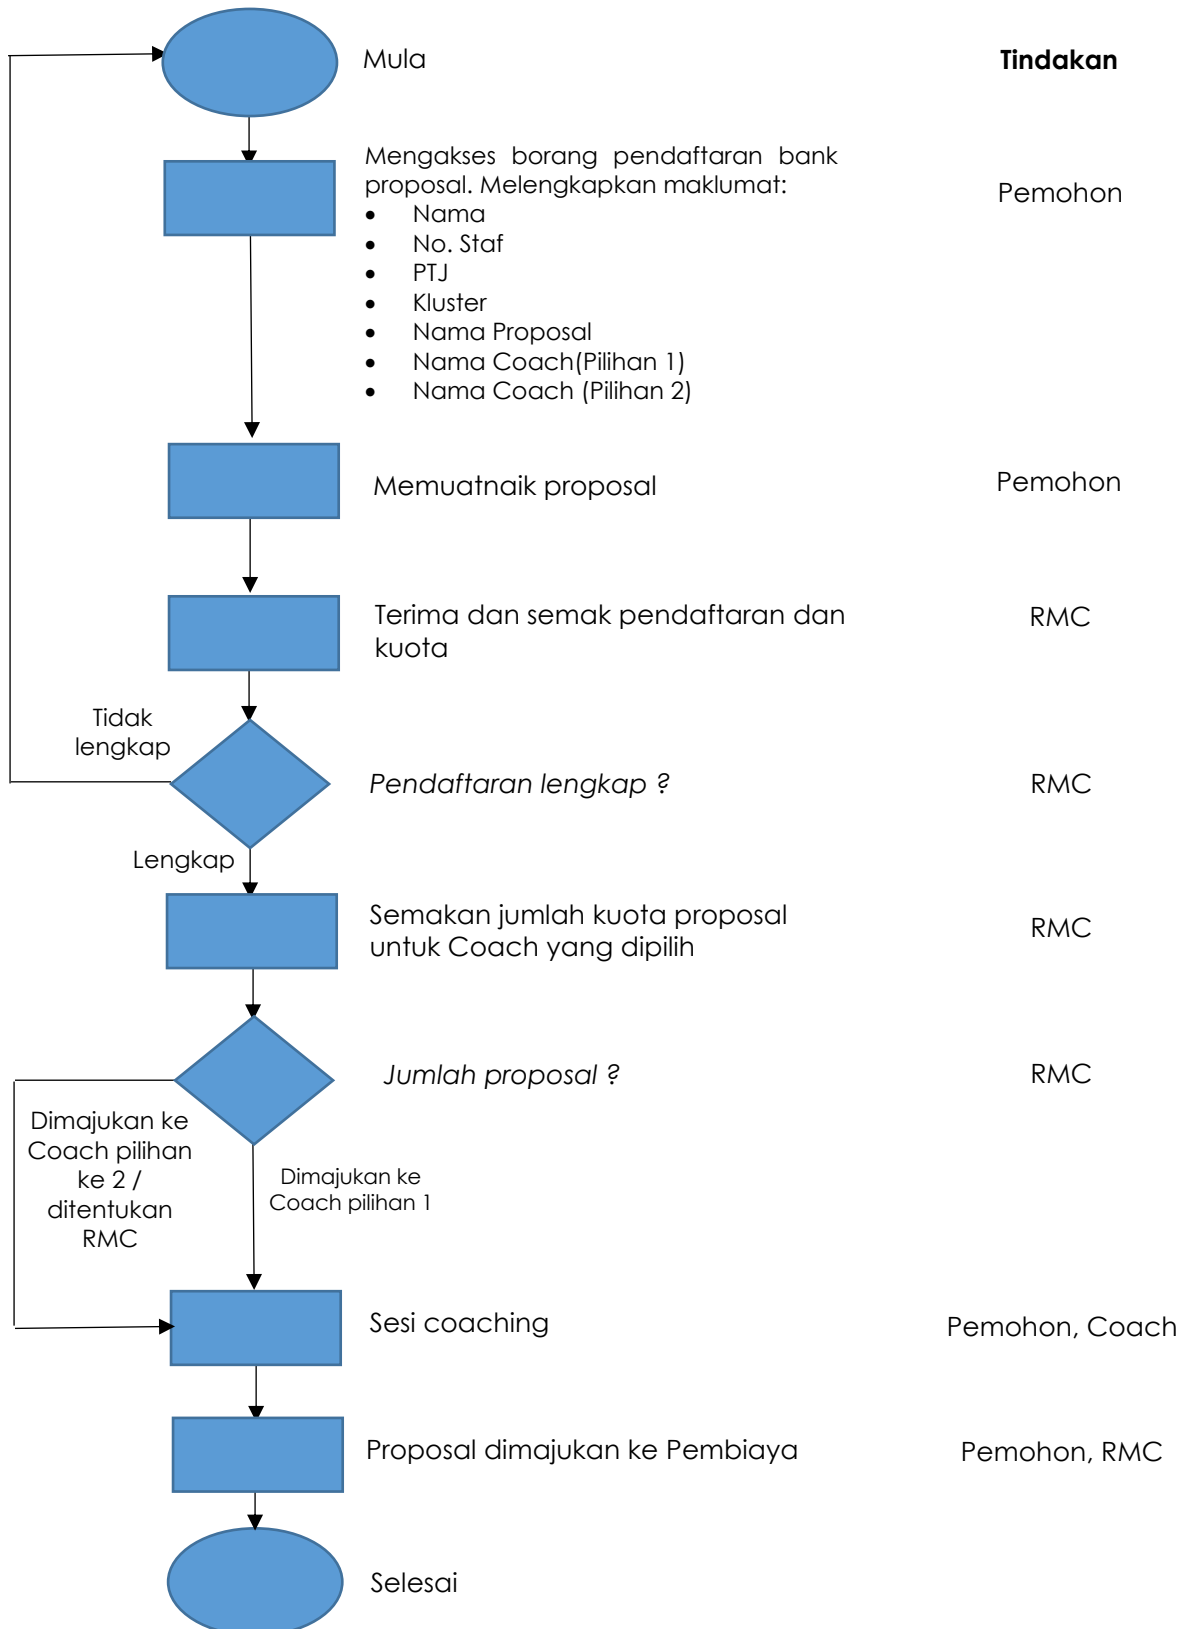 Mula
Tindakan
Mengakses borang pendaftaran bank
proposal. Melengkapkan maklumat:
• Nama
• No. Staf
• PTJ
• Kluster
• Nama Proposal
• Nama Coach(Pilihan 1)
• Nama Coach (Pilihan 2)
Pemohon
Memuatnaik proposal
Pemohon
Terima dan semak pendaftaran dan
kuota
RMC
Tidak
lengkap
Pendaftaran lengkap ?
RMC
Lengkap
Semakan jumlah kuota proposal
untuk Coach yang dipilih
RMC
Jumlah proposal ?
RMC
Dimajukan ke
Coach pilihan
ke 2 /
ditentukan
RMC
Dimajukan ke
Coach pilihan 1
Sesi coaching
Pemohon, Coach
Proposal dimajukan ke Pembiaya
Pemohon, RMC
Selesai